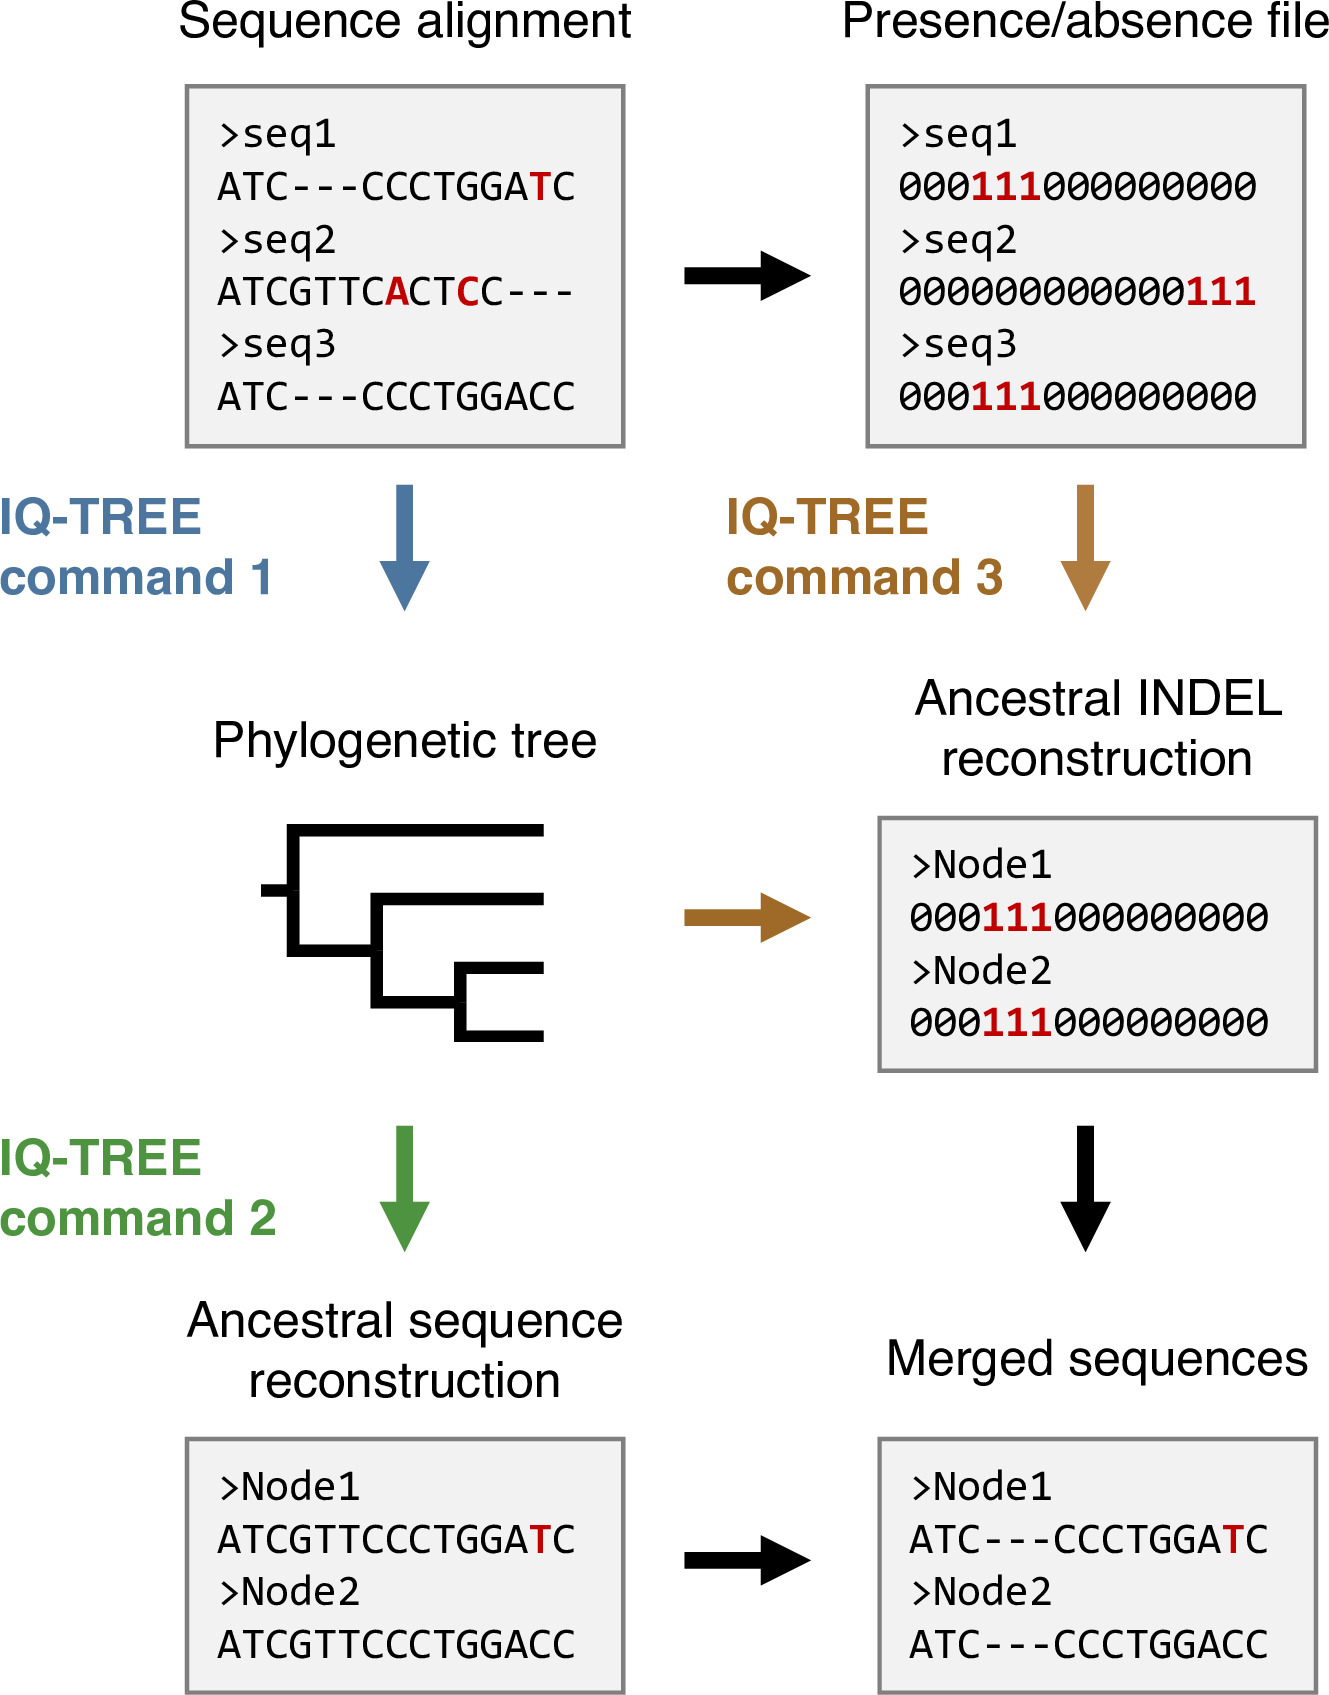 Sequence alignment
>seq1
ATC---CCCTGGATC
>seq2
ATCGTTCACTCC---
>seq3
ATC---CCCTGGACC
Presence/absence file
>seq1
000111000000000
>seq2
000000000000111
>seq3
000111000000000
IQ-TREE
command 1
IQ-TREE
command 3
Phylogenetic tree
Ancestral INDEL
reconstruction
>Node1
000111000000000
>Node2
000111000000000
IQ-TREE
command 2
Ancestral sequence
reconstruction
>Node1
ATCGTTCCCTGGATC
>Node2
ATCGTTCCCTGGACC
Merged sequences
>Node1
ATC---CCCTGGATC
>Node2
ATC---CCCTGGACC